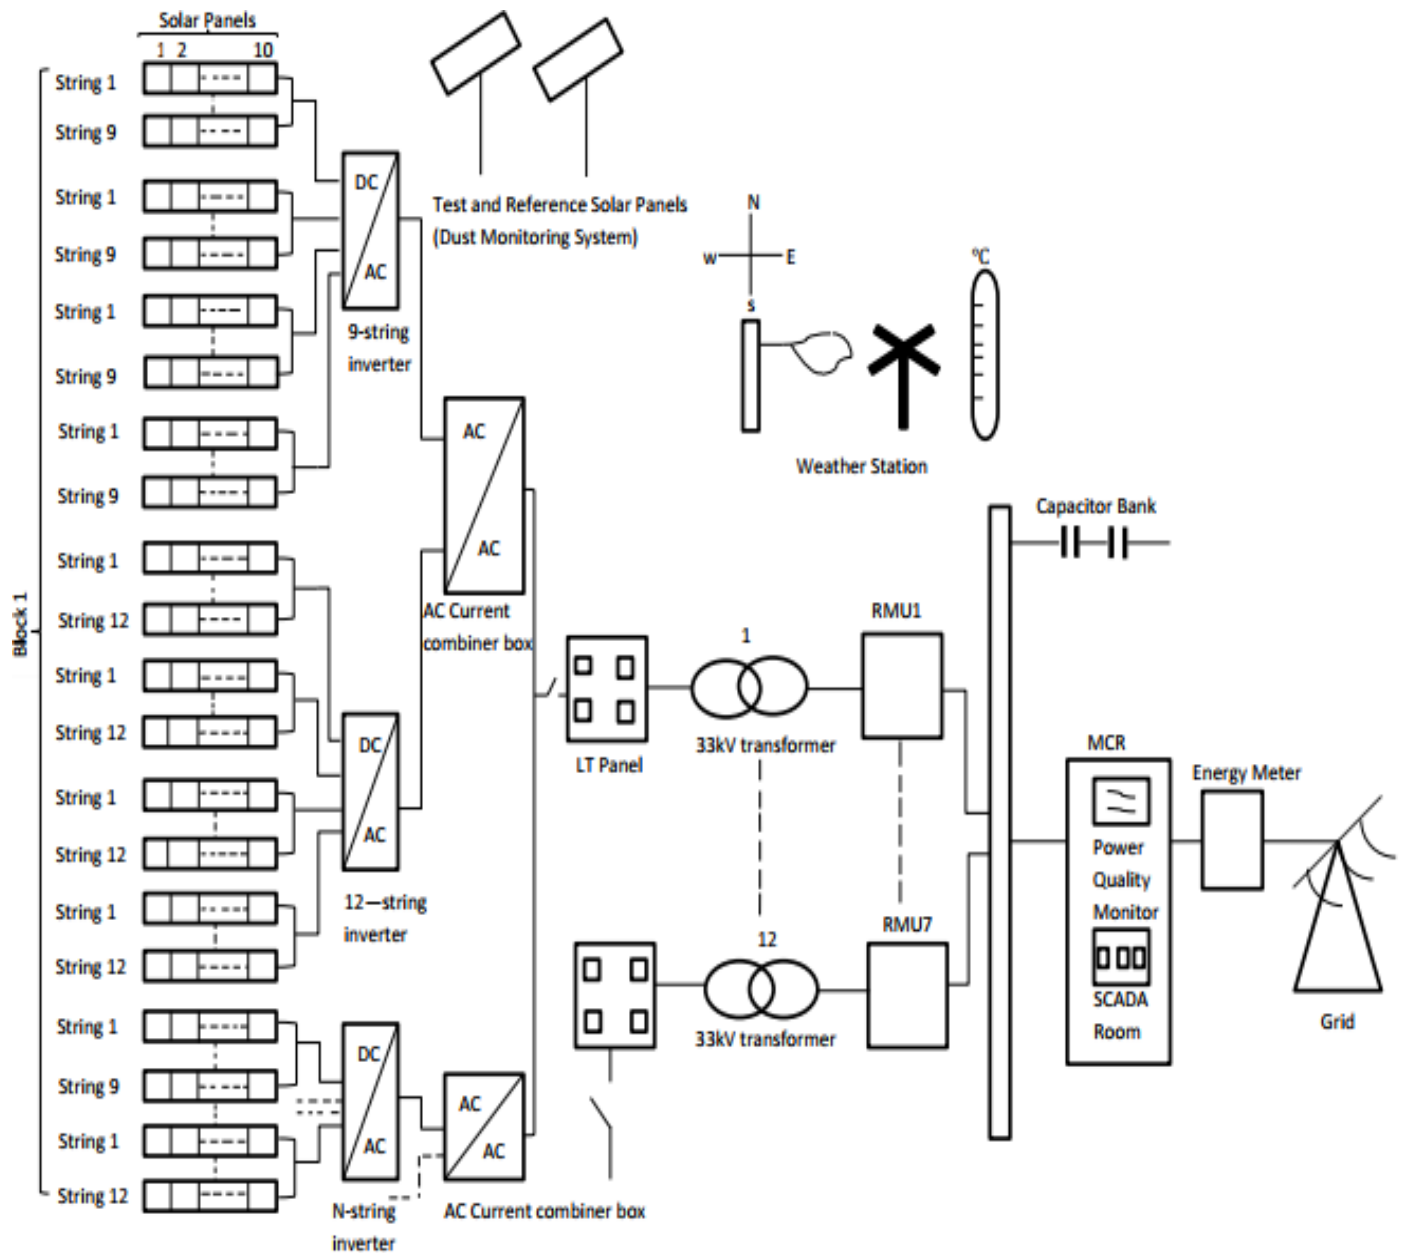 Solar Panels
1 2 10
String 1
String 9
String 1
String 9
String 1
String 9
String 1
String 9
String 1
String 12
String 1
String 12
String 1
String 12
String 1
String 12
String 1
String 9
String 1
String 12
Block 1
DC
AC
9-string
inverter
DC
AC
12—string
inverter
DC
AC
N-string
inverter
Test and Reference Solar Panels
(Dust Monitoring System)
N
w E
s
°C
Weather Station
AC
AC
AC Current
combiner box
AC
AC
AC Current combiner box
LT Panel
1
33kV transformer
12
33kV transformer
RMU1
RMU7
Capacitor Bank
MCR
Power
Quality
Monitor
SCADA
Room
Energy Meter
Grid